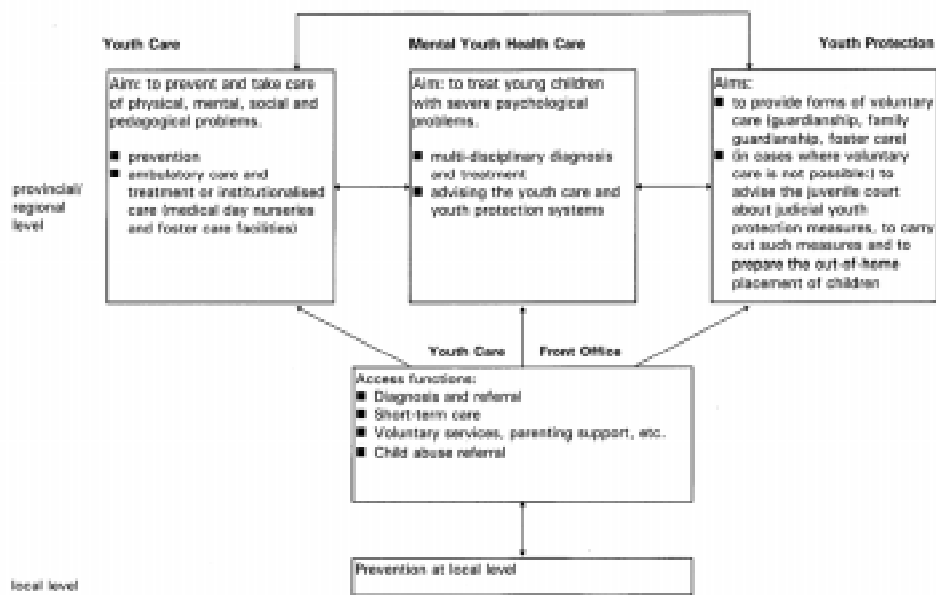 Youth Care
Mental Youth Health Care
Youth Protection
Aim: to prevent and take care
of physical, mental, social and
pedagogical problems.
■ prevention
■ ambulatory care and
treatment or institutionalised
care (medical day nurseries
and foster care facilities)
Aim: to treat young children
with severe psychological
problems.
■ multi-disciplinary diagnosis
and treatment
■ advising the youth care and
youth protection systems
Aims:
■ to provide forms of voluntary
care (guardianship, family
guardianship, foster care)
■ (in cases where voluntary
care is not possible:) to
advise the juvenile court
about judicial youth
protection measures, to carry
out such measures and to
prepare the out-of-home
placement of children
provincial/
regional
level
Youth Care Front Office
Access functions:
■ Diagnosis and referral
■ Short-term care
■ Voluntary services, parenting support, etc.
■ Child abuse referral
Prevention at local level
local level